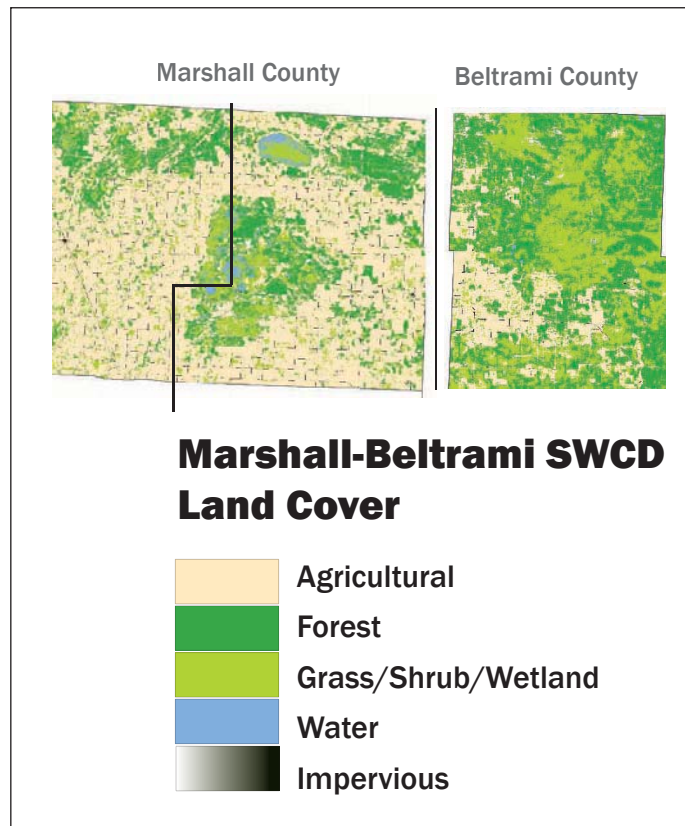 Marshall County
Beltrami County
Marshall-Beltrami SWCD
Land Cover
Agricultural
Forest
Grass/Shrub/Wetland
Water
Impervious